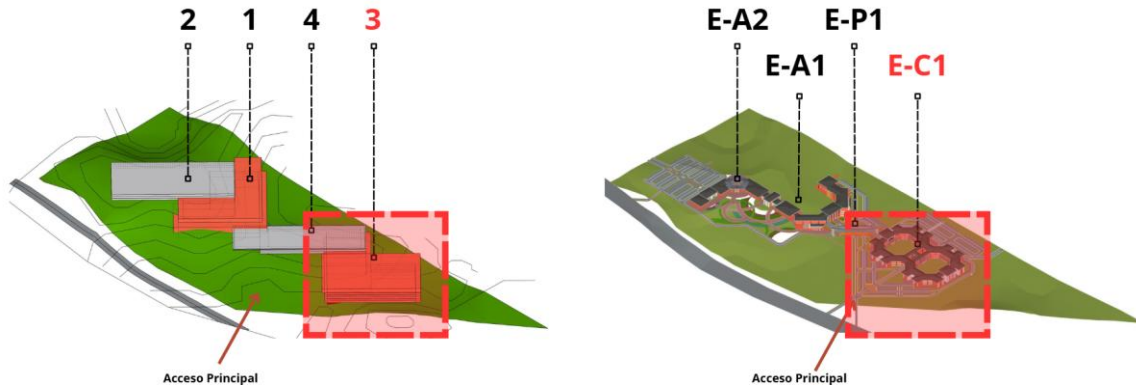 2 1 4 3
E-A2 E-P1
E-A1 E-C1
Acceso Principal
Acceso Principal